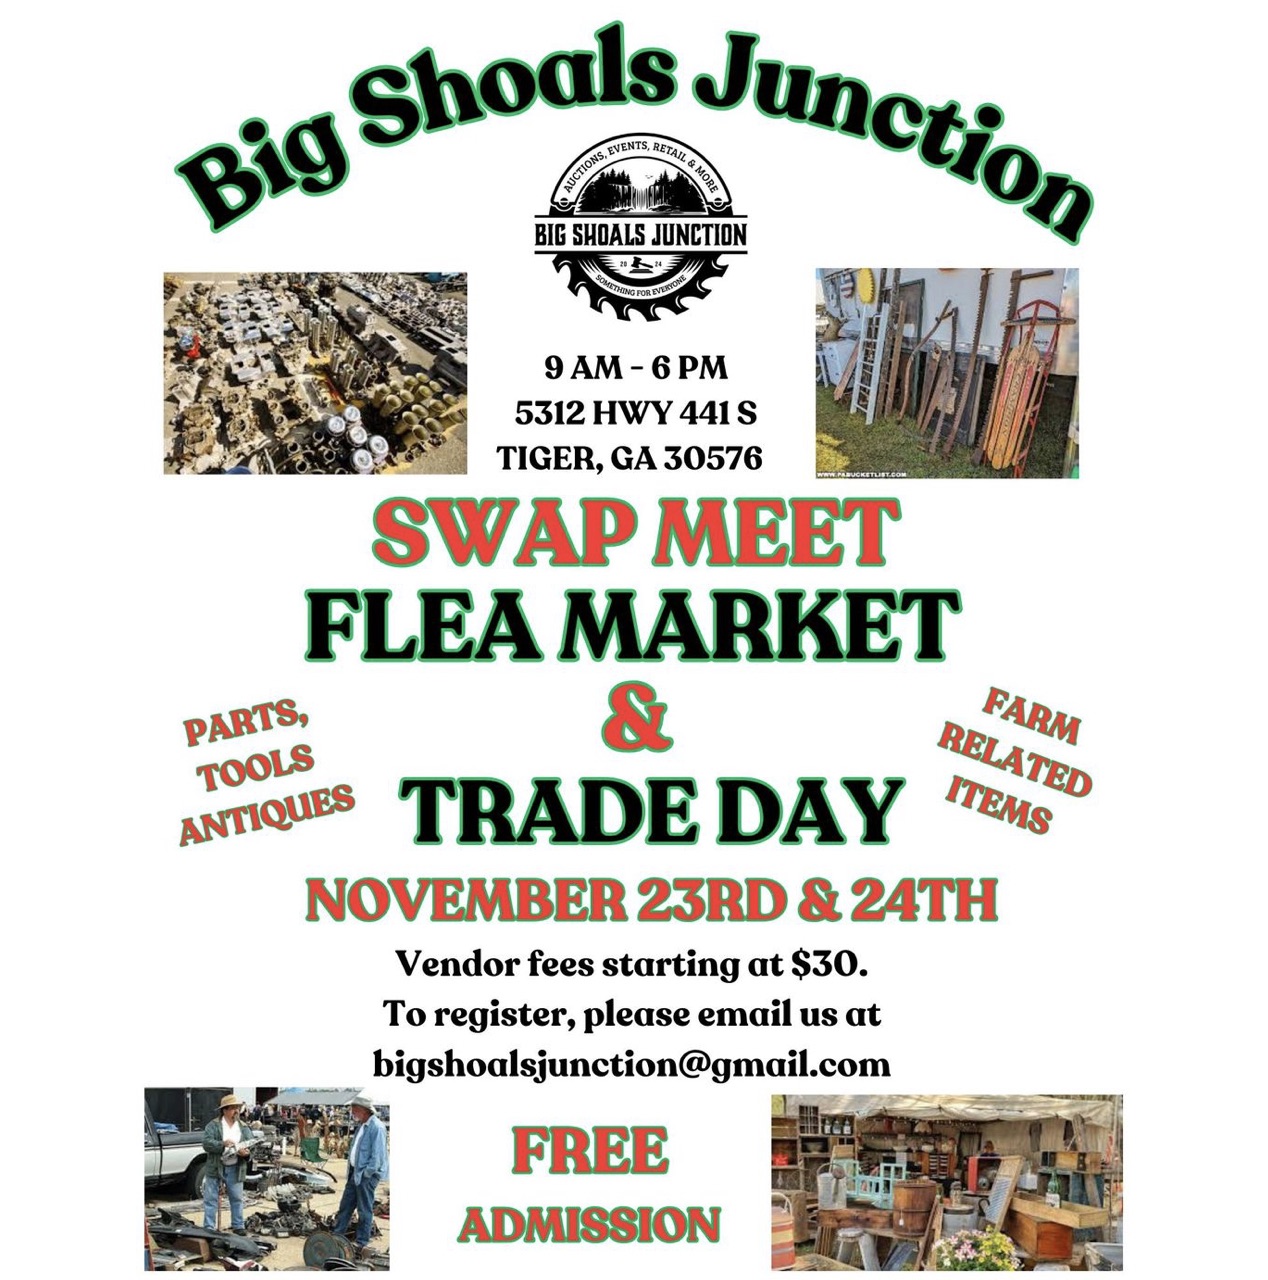 Big Shoals Junction
AUCTIONS, EVENTS, RETAIL & MORE
BIG SHOALS JUNCTION
20 24
SOMETHING FOR EVERYONE
9 AM - 6 PM
5312 HWY 441 S
TIGER, GA 30576
WWW.PABUCKETLIST.COM
SWAP MEET
FLEA MARKET
&
TRADE DAY
PARTS,
TOOLS
ANTIQUES
FARM
RELATED
ITEMS
NOVEMBER 23RD & 24TH
Vendor fees starting at $30.
To register, please email us at
bigshoalsjunction@gmail.com
FREE
ADMISSION